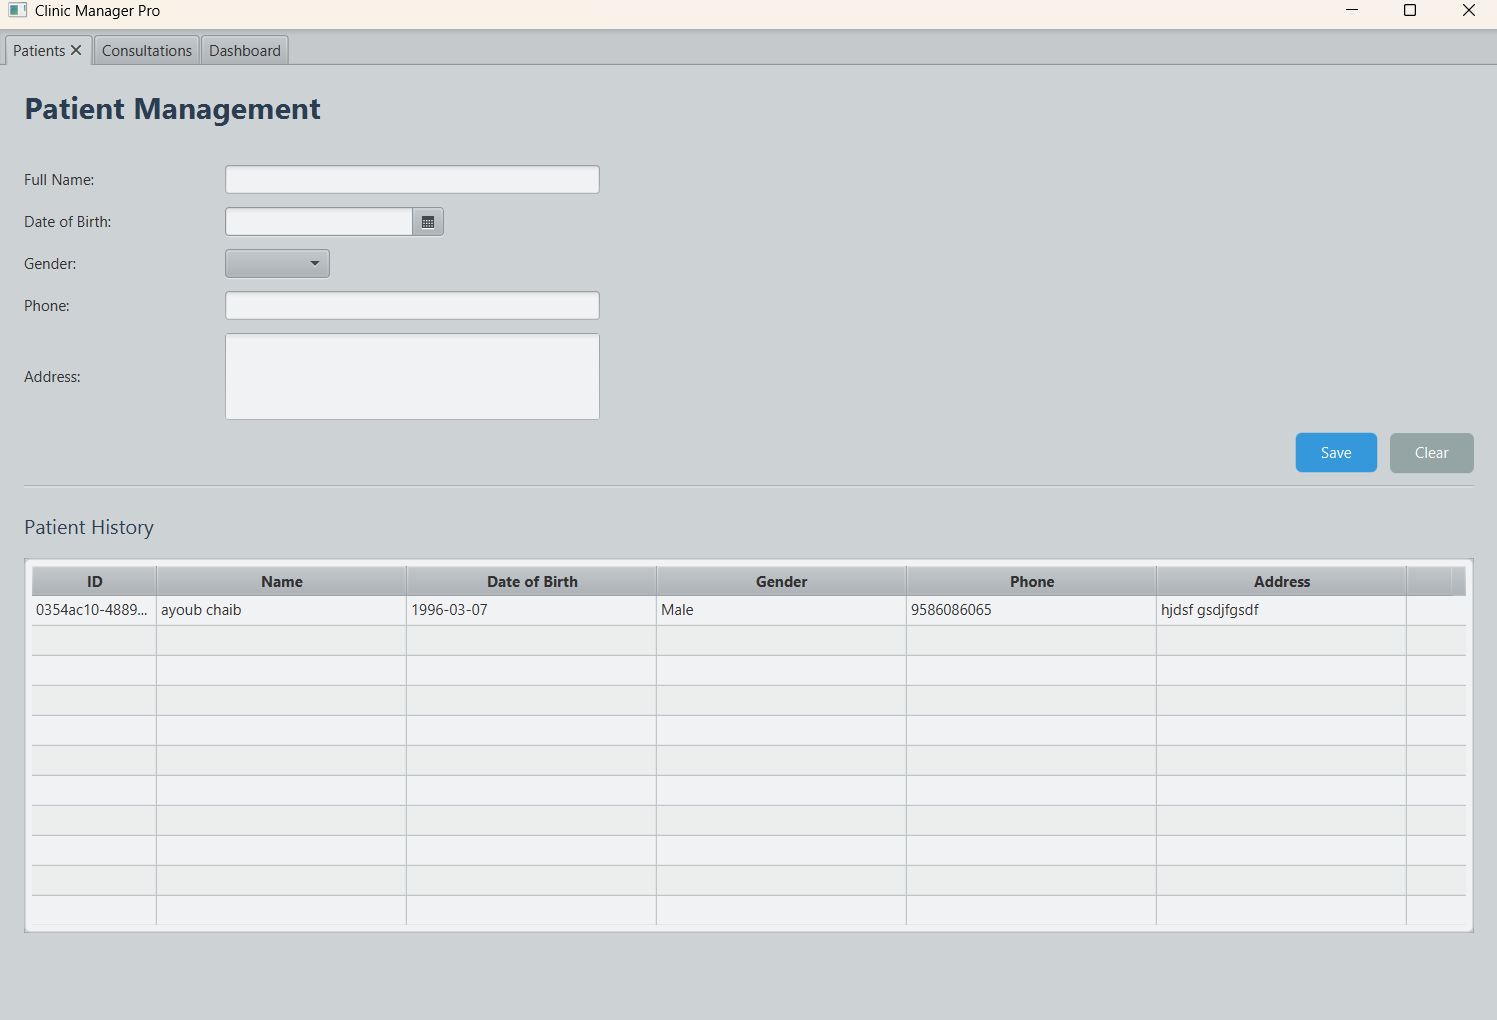 Clinic Manager Pro
Patients Consultations Dashboard
Patient Management
Full Name:
Date of Birth:
Gender:
Phone:
Address:
Save Clear
Patient History
ID Name Date of Birth Gender Phone Address
0354ac10-4889... ayoub chaib 1996-03-07 Male 9586086065 hjdsf gsdjfgsdf